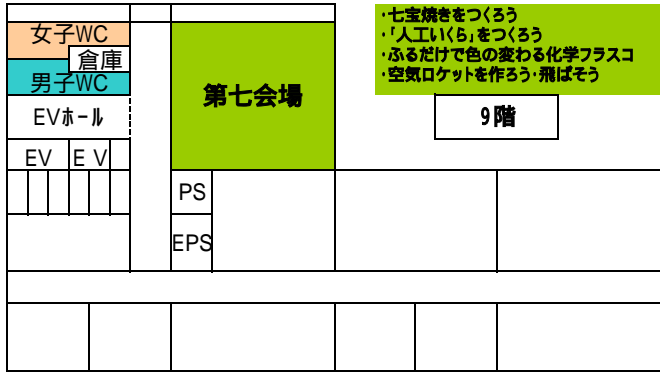 女子WC
倉庫
男子WC
EVホール
EV
E V
第七会場
PS
EPS
・七宝焼きをつくろう
・「人工いくら」をつくろう
・ふるだけで色の変わる化学フラスコ
・空気ロケットを作ろう・飛ばそう
9階